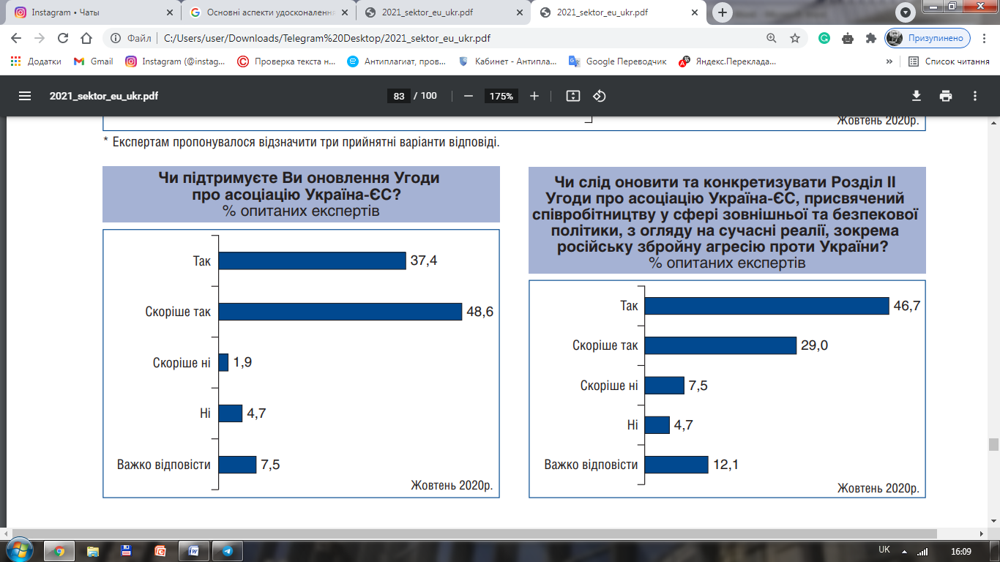 Instagram • Чаты
Основні аспекти удосконалення
2021_sektor_eu_ukr.pdf
2021_sektor_eu_ukr.pdf
Файл
C:/Users/user/Downloads/Telegram%20Desktop/2021_sektor_eu_ukr.pdf
Призупинено
Додатки
Gmail
Instagram (@instag...
Проверка текста н...
Антиплагиат, пров...
Кабинет - Антипла...
Google Переводчик
Яндекс.Переклада...
»
Список читання
2021_sektor_eu_ukr.pdf
83 / 100
175%
Жовтень 2020р.
* Експертам пропонувалося відзначити три прийнятні варіанти відповіді.
Чи підтримуєте Ви оновлення Угоди
про асоціацію Україна-ЄС?
% опитаних експертів
Так 37,4
Скоріше так 48,6
Скоріше ні 1,9
Ні 4,7
Важко відповісти 7,5
Жовтень 2020р.
Чи слід оновити та конкретизувати Розділ II
Угоди про асоціацію Україна-ЄС, присвячений
співробітництву у сфері зовнішньої та безпекової
політики, з огляду на сучасні реалії, зокрема
російську збройну агресію проти України?
% опитаних експертів
Так 46,7
Скоріше так 29,0
Скоріше ні 7,5
Ні 4,7
Важко відповісти 12,1
Жовтень 2020р.
UK
16:09